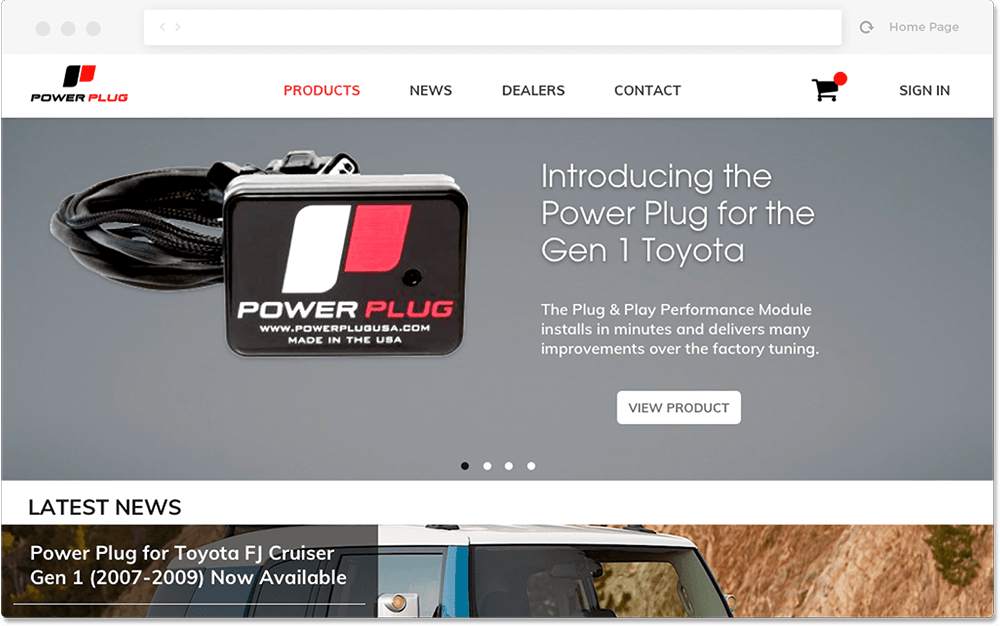 Home Page
POWER PLUG
PRODUCTS
NEWS
DEALERS
CONTACT
SIGN IN
POWER PLUG
WWW.POWERPLUGUSA.COM
MADE IN THE USA
Introducing the
Power Plug for the
Gen 1 Toyota
The Plug & Play Performance Module
installs in minutes and delivers many
improvements over the factory tuning.
VIEW PRODUCT
LATEST NEWS
Power Plug for Toyota FJ Cruiser
Gen 1 (2007-2009) Now Available